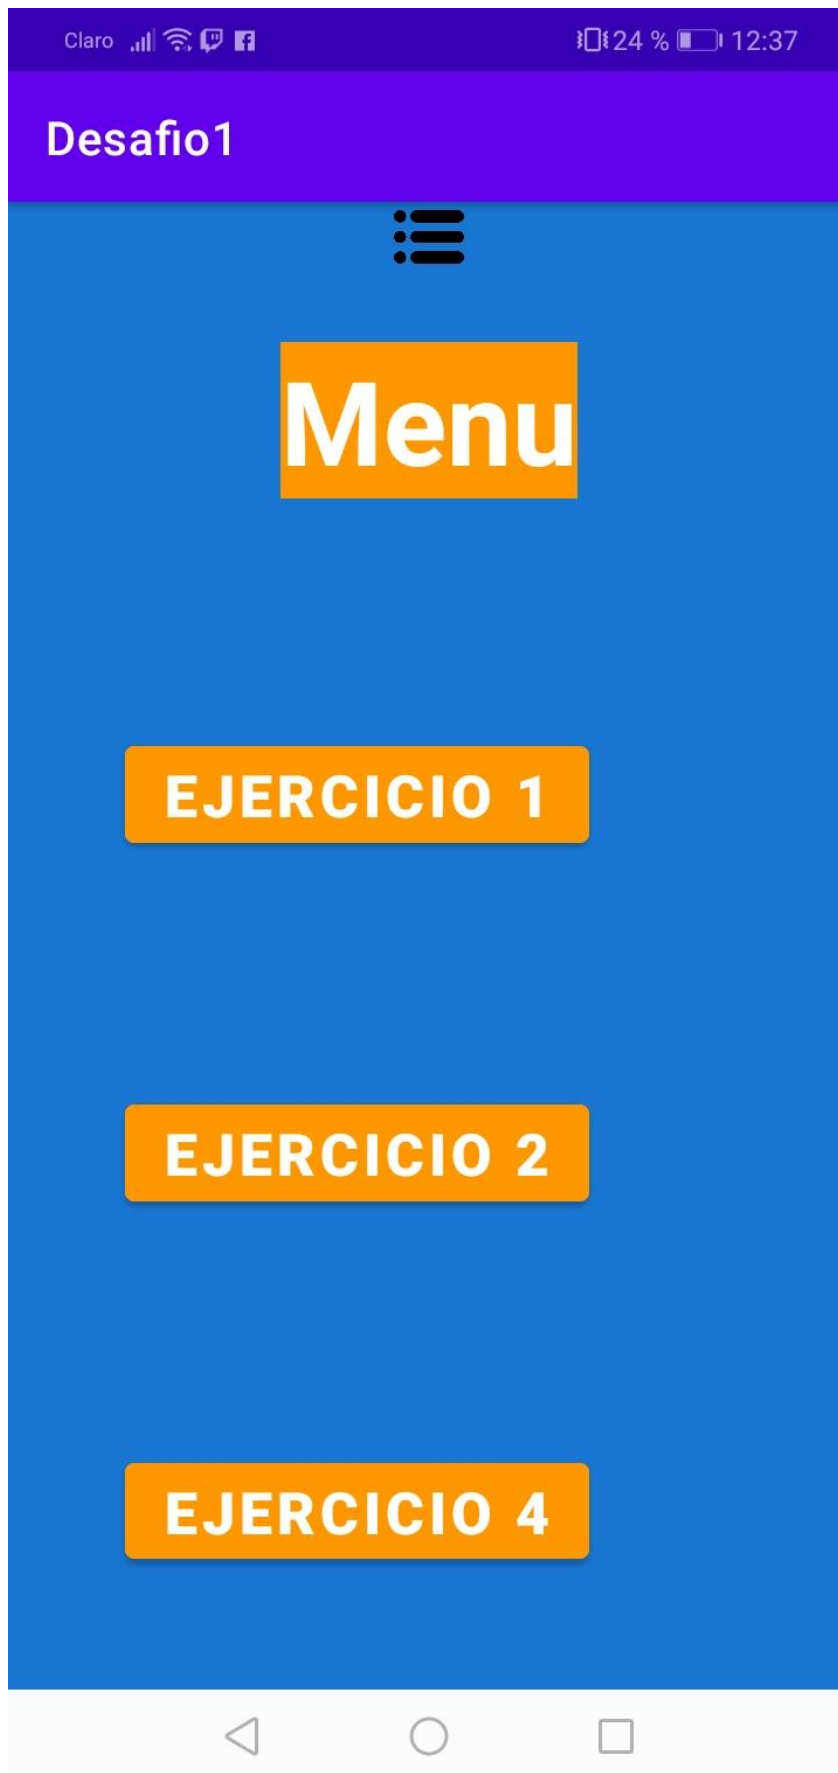 Claro 24 % 12:37
Desafio1
Menu
EJERCICIO 1
EJERCICIO 2
EJERCICIO 4